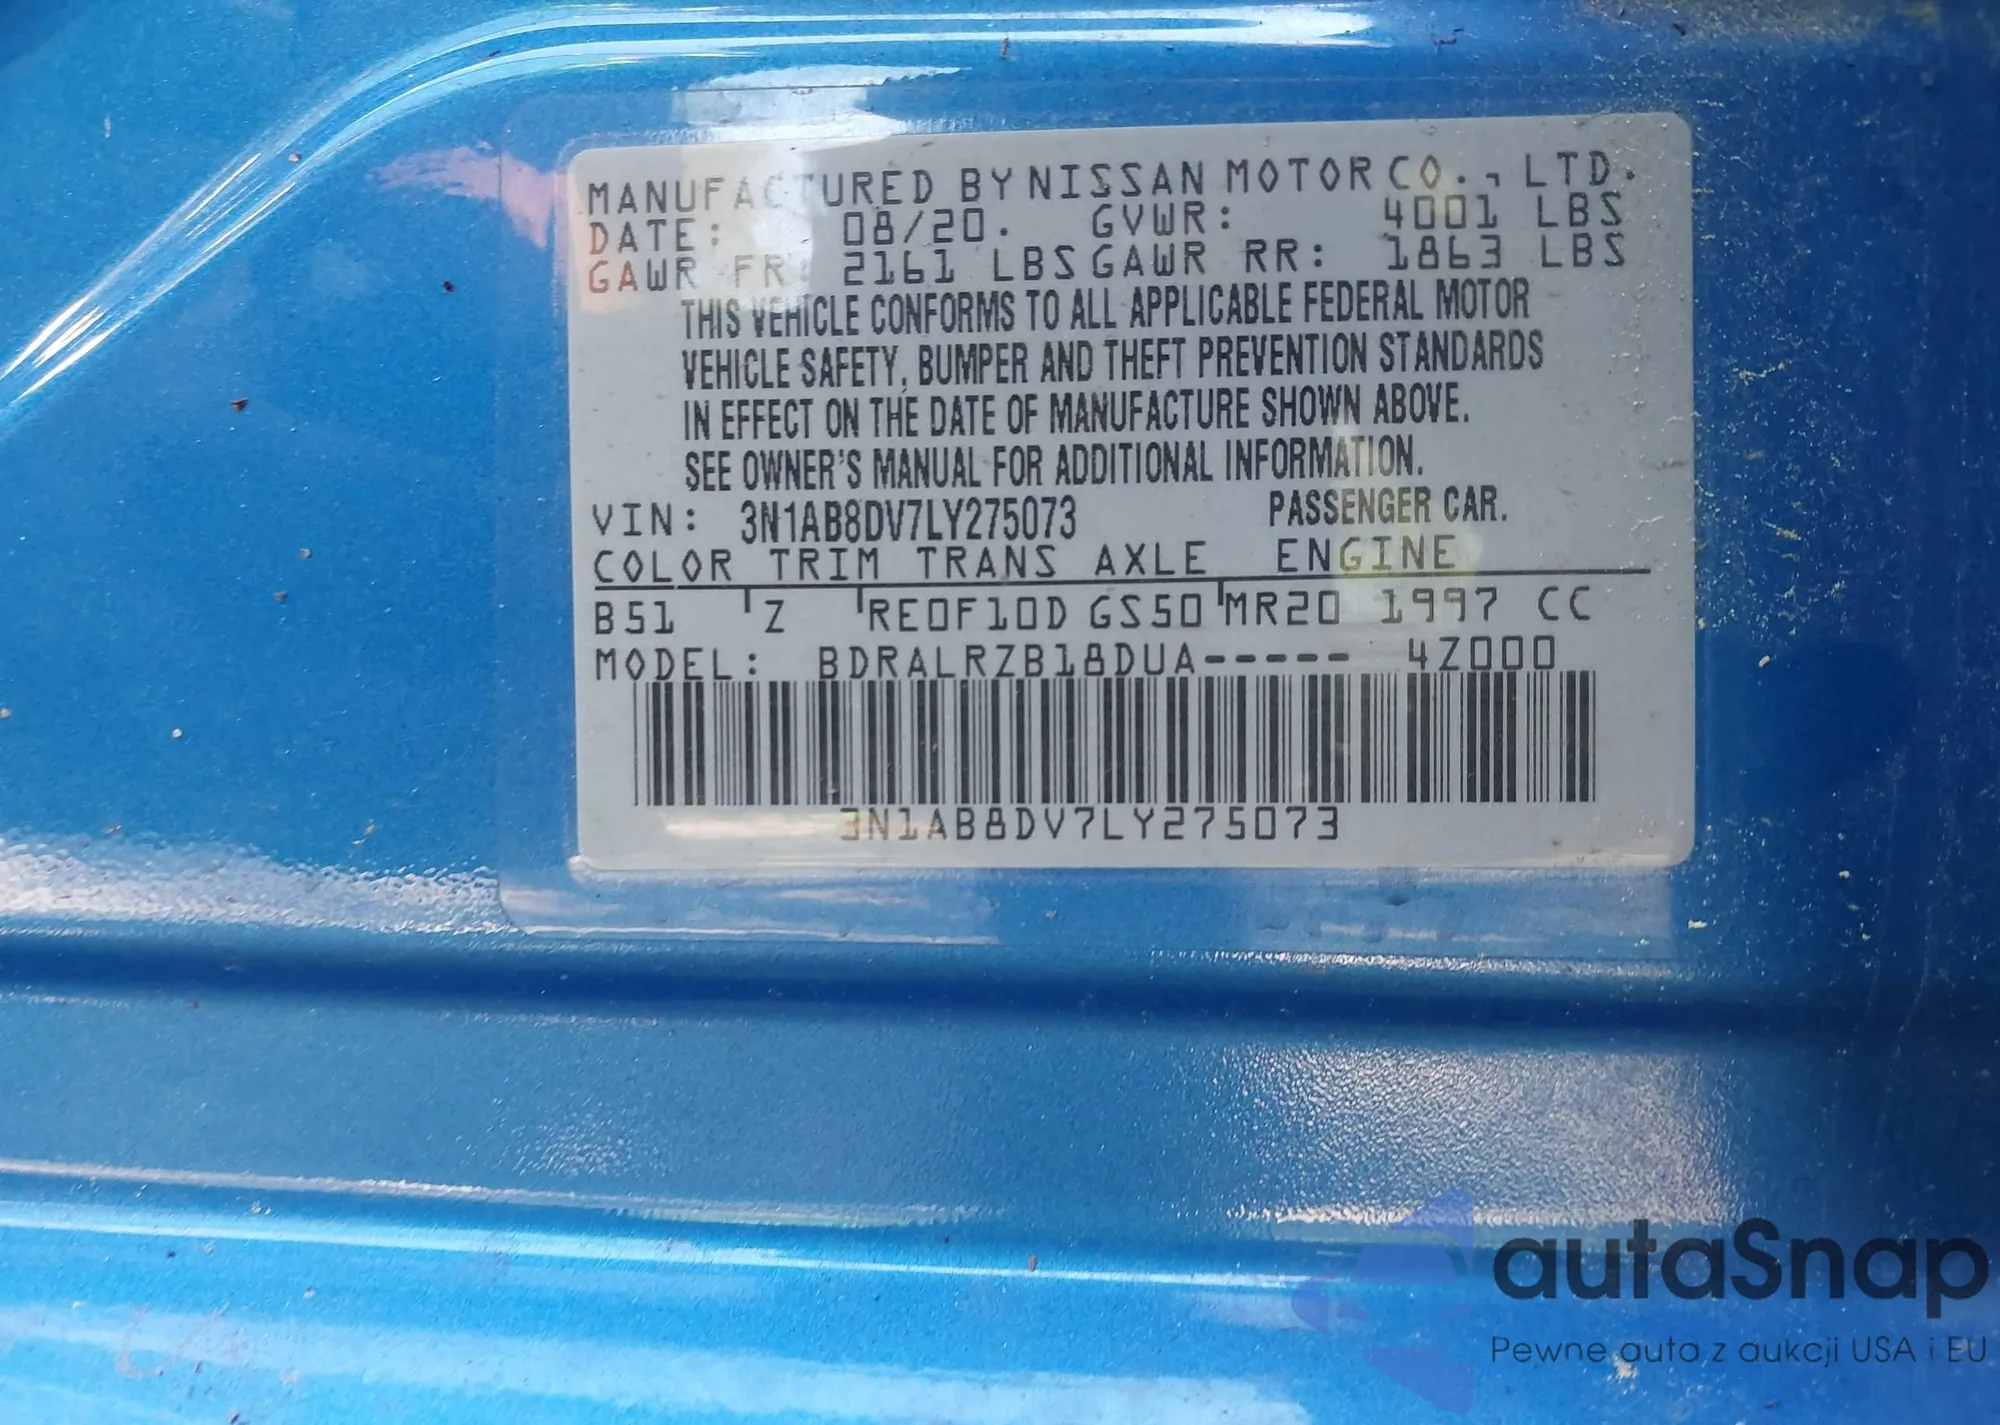 MANUFACTURED BY NISSAN MOTOR CO., LTD.
DATE: 08/20. GVWR: 4001 LBS
GAWR FR: 2161 LBS GAWR RR: 1863 LBS
THIS VEHICLE CONFORMS TO ALL APPLICABLE FEDERAL MOTOR
VEHICLE SAFETY, BUMPER AND THEFT PREVENTION STANDARDS
IN EFFECT ON THE DATE OF MANUFACTURE SHOWN ABOVE.
SEE OWNER'S MANUAL FOR ADDITIONAL INFORMATION.
VIN: 3N1AB8DV7LY275073 PASSENGER CAR.
COLOR TRIM TRANS AXLE ENGINE
B51 Z RE0F10D GS50 MR20 1997 CC
MODEL: BDRALRZB18DUA----- 4Z000
3N1AB8DV7LY275073
autaSnap
Pewne auta z aukcji USA i EU